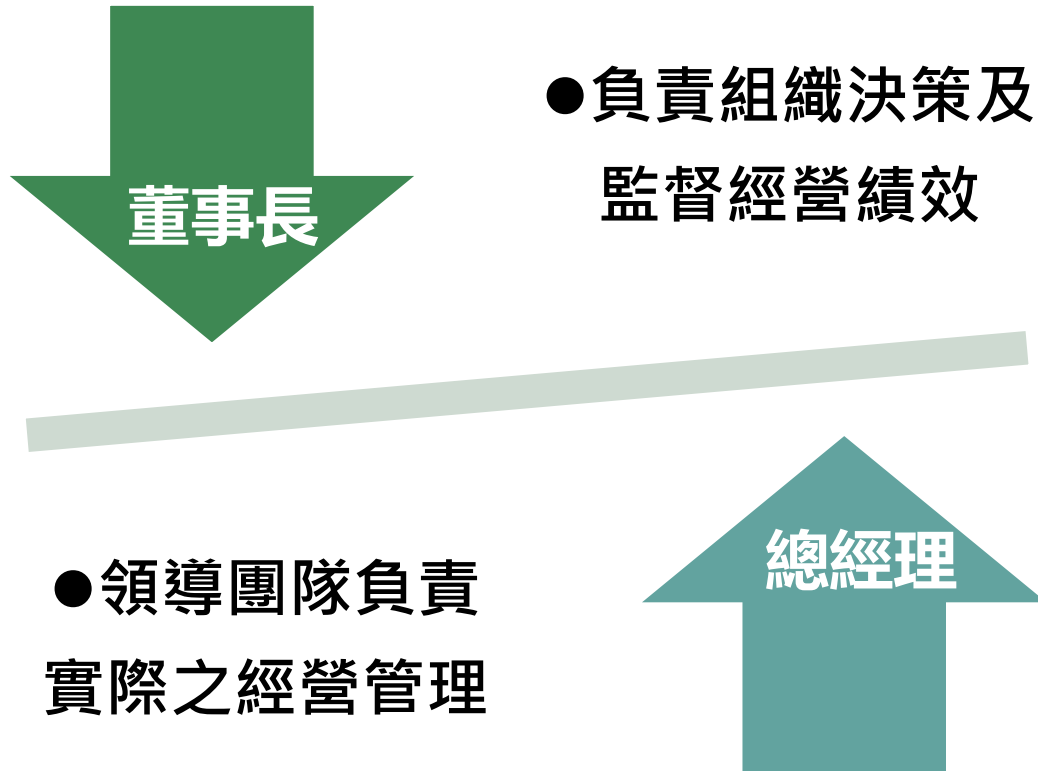 董事長
●負責組織決策及
監督經營績效
●領導團隊負責
實際之經營管理
總經理